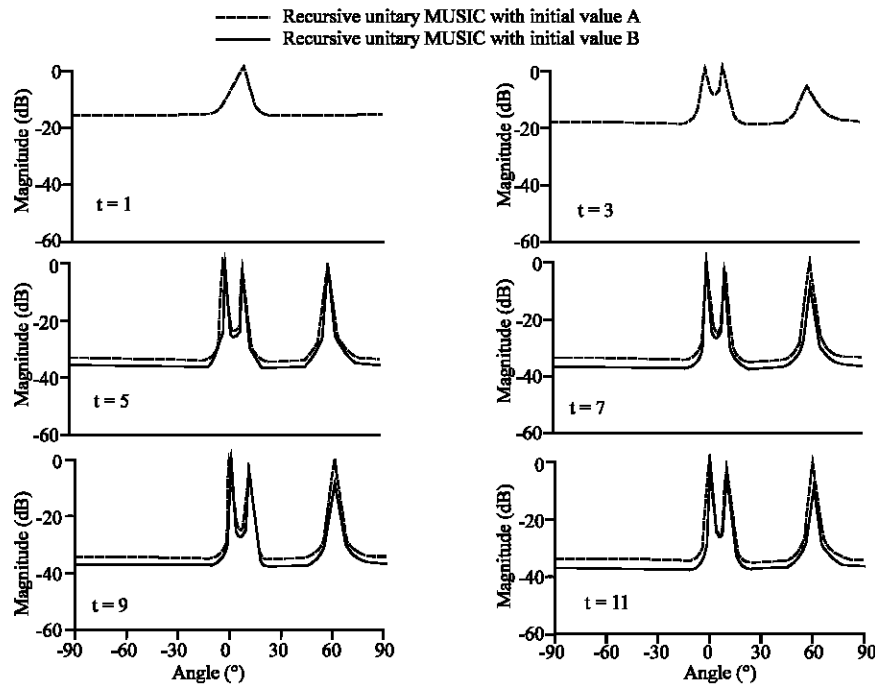 Recursive unitary MUSIC with initial value A
Recursive unitary MUSIC with initial value B
Magnitude (dB)
0
-20
-40
-60
t = 1
Magnitude (dB)
0
-20
-40
-60
t = 3
Magnitude (dB)
0
-20
-40
-60
t = 5
Magnitude (dB)
0
-20
-40
-60
t = 7
Magnitude (dB)
0
-20
-40
-60
t = 9
-90 -60 -30 0 30 60 90
Angle (°)
Magnitude (dB)
0
-20
-40
-60
t = 11
-90 -60 -30 0 30 60 90
Angle (°)